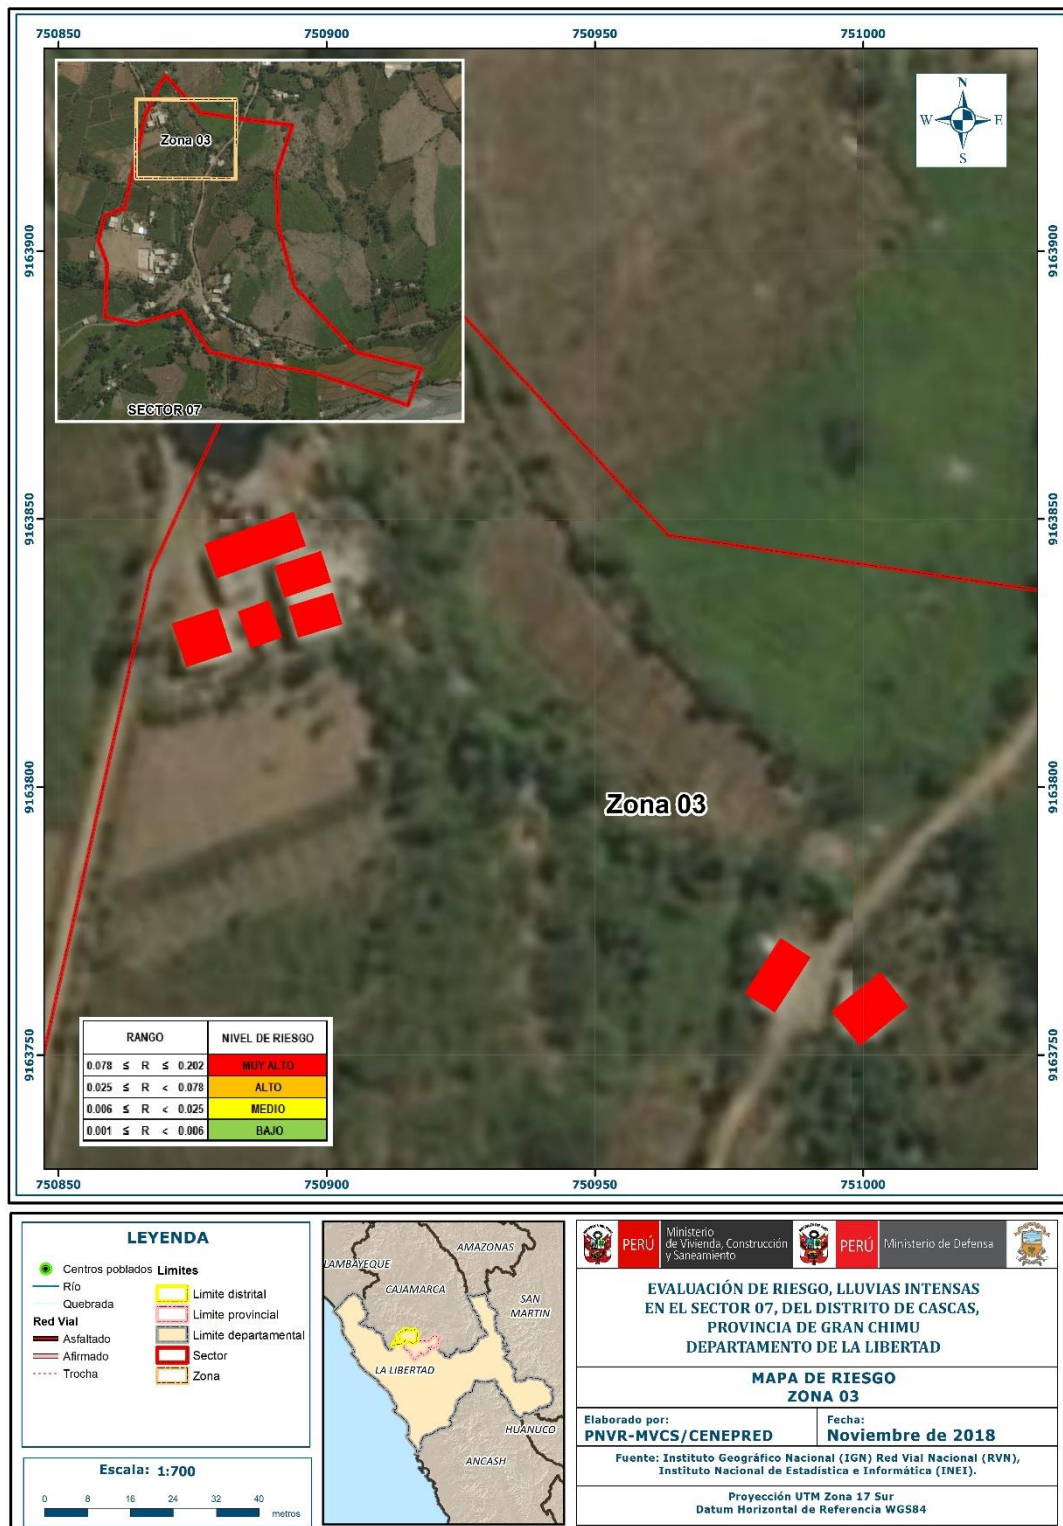 750850 750900 750950 751000
9163900
9163850
9163800
9163750
Zona 03
SECTOR 07
N
W E
S
9163900
9163850
9163800
9163750
Zona 03
RANGO NIVEL DE RIESGO
0.078 ≤ R ≤ 0.202 MUY ALTO
0.025 ≤ R < 0.078 ALTO
0.006 ≤ R < 0.025 MEDIO
0.001 ≤ R < 0.006 BAJO
750850 750900 750950 751000
LEYENDA
Centros poblados
Río
Quebrada
Red Vial
Asfaltado
Afirmado
Trocha
Limites
Limite distrital
Limite provincial
Limite departamental
Sector
Zona
Escala: 1:700
0 8 16 24 32 40
metros
LAMBAYEQUE
AMAZONAS
CAJAMARCA
SAN
MARTIN
LA LIBERTAD
HUANUCO
ANCASH
PERÚ
Ministerio
de Vivienda, Construcción
y Saneamiento
PERÚ
Ministerio de Defensa
EVALUACIÓN DE RIESGO, LLUVIAS INTENSAS
EN EL SECTOR 07, DEL DISTRITO DE CASCAS,
PROVINCIA DE GRAN CHIMU
DEPARTAMENTO DE LA LIBERTAD
MAPA DE RIESGO
ZONA 03
Elaborado por:
PNVR-MVCS/CENEPRED
Fecha:
Noviembre de 2018
Fuente: Instituto Geográfico Nacional (IGN) Red Vial Nacional (RVN),
Instituto Nacional de Estadística e Informática (INEI).
Proyección UTM Zona 17 Sur
Datum Horizontal de Referencia WGS84